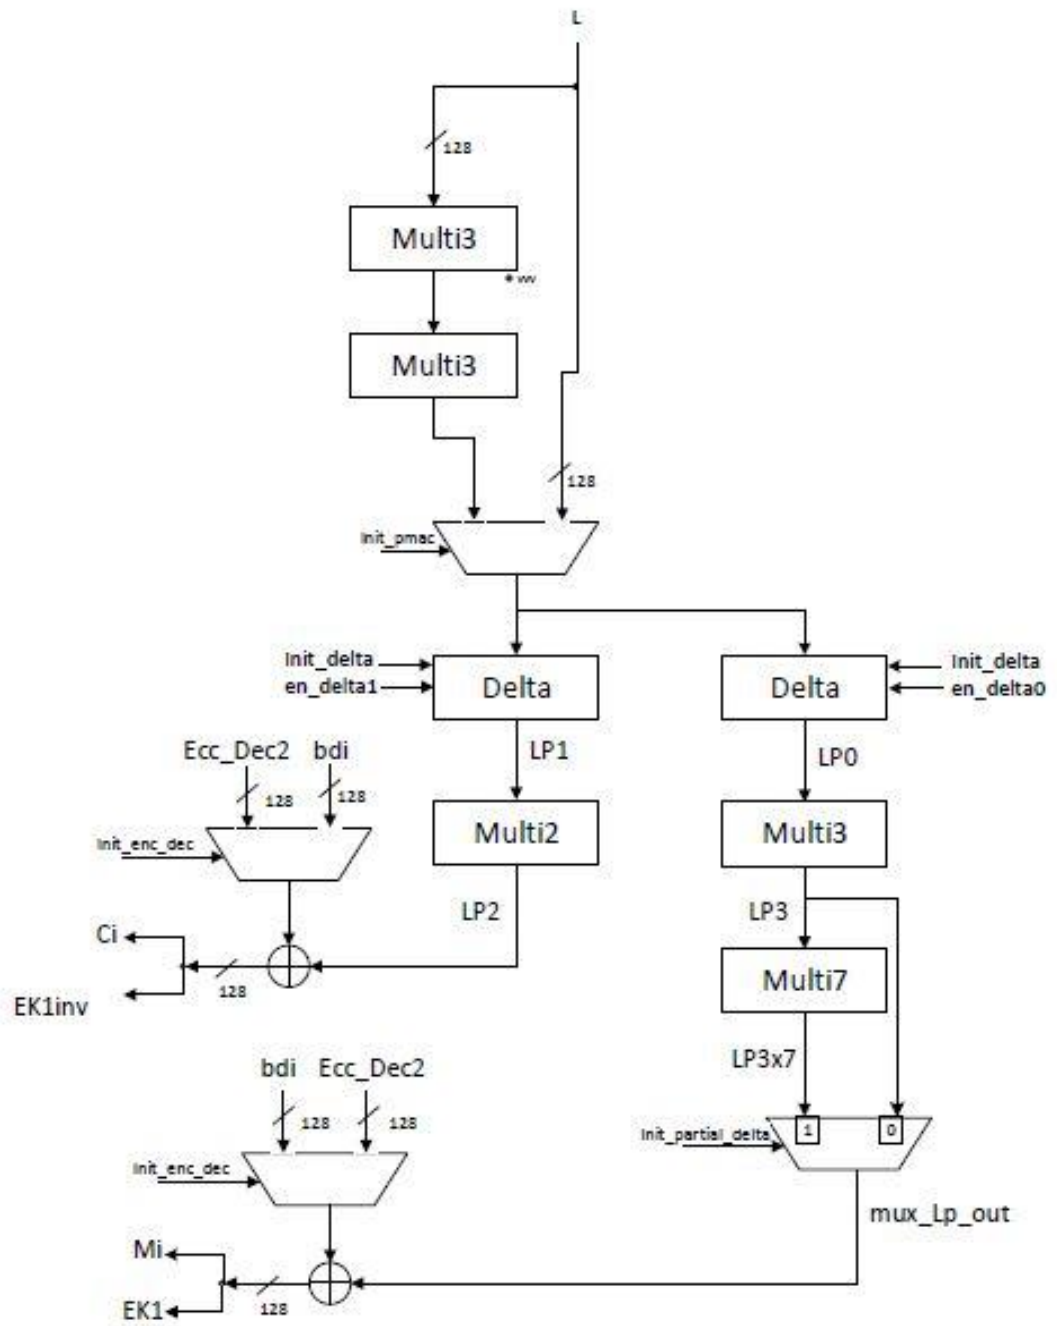 L
128
Multi3
Multi3
128
Init_pmac
Init_delta
en_delta1
Delta
Delta
Init_delta
en_delta0
LP1
LP0
Ecc_Dec2 bdi
128
128
Multi2
Multi3
Init_enc_dec
LP2
LP3
Ci
128
EK1inv
Multi7
LP3x7
bdi Ecc_Dec2
128
128
1
0
Init_partial_delta
Init_enc_dec
mux_Lp_out
Mi
128
EK1